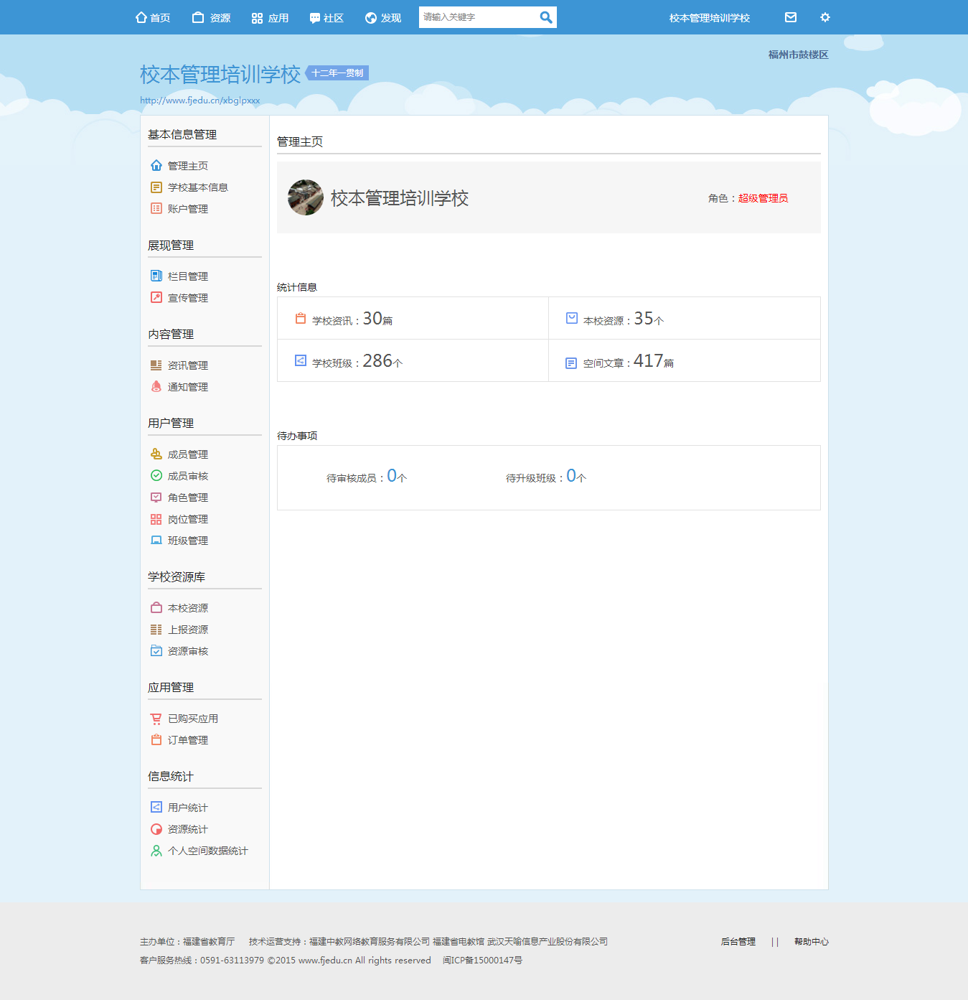 首页 资源 应用 社区 发现 请输入关键字 校本管理培训学校
福州市鼓楼区
校本管理培训学校 十二年一贯制
http://www.fjedu.cn/xbglpxxx
基本信息管理
管理主页
学校基本信息
账户管理
展现管理
栏目管理
宣传管理
内容管理
资讯管理
通知管理
用户管理
成员管理
成员审核
角色管理
岗位管理
班级管理
学校资源库
本校资源
上报资源
资源审核
应用管理
已购买应用
订单管理
信息统计
用户统计
资源统计
个人空间数据统计
管理主页
校本管理培训学校 角色：超级管理员
统计信息
学校资讯：30篇 本校资源：35个
学校班级：286个 空间文章：417篇
待办事项
待审核成员：0个 待升级班级：0个
主办单位：福建省教育厅 技术运营支持：福建中教网络教育服务有限公司 福建省电教馆 武汉天喻信息产业股份有限公司 后台管理 || 帮助中心
客户服务热线：0591-63113979 ©2015 www.fjedu.cn All rights reserved 闽ICP备15000147号